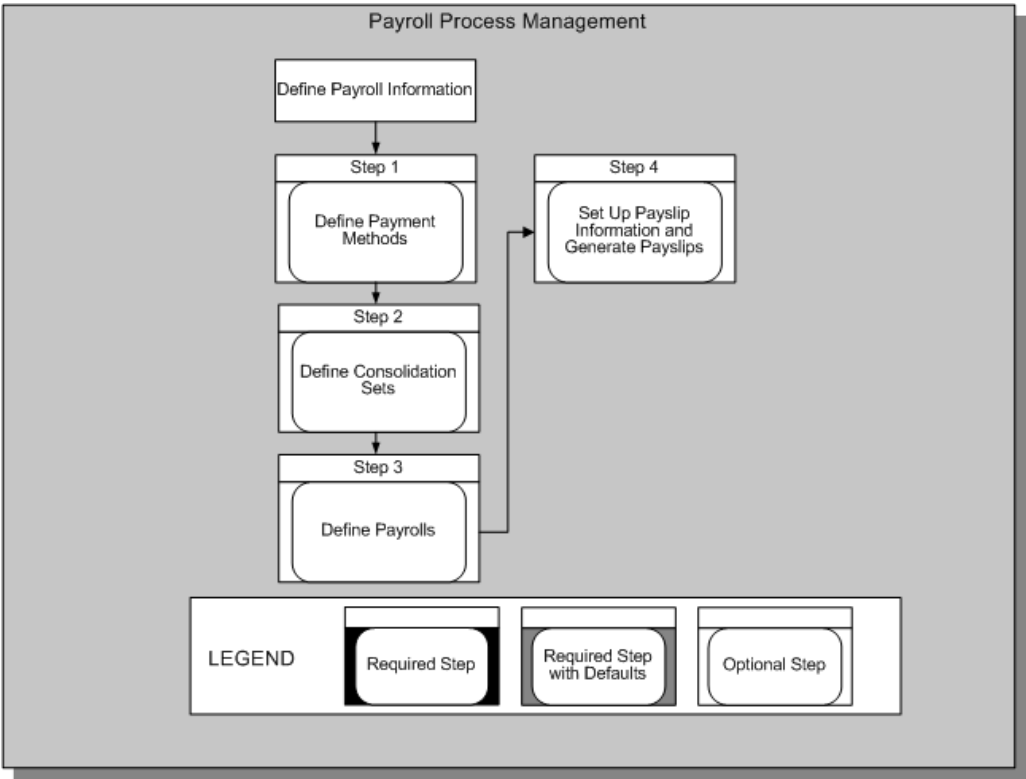 Payroll Process Management
Define Payroll Information
Step 1
Define Payment
Methods
Step 2
Define Consolidation
Sets
Step 3
Define Payrolls
Step 4
Set Up Payslip
Information and
Generate Payslips
LEGEND
Required Step
Required Step
with Defaults
Optional Step